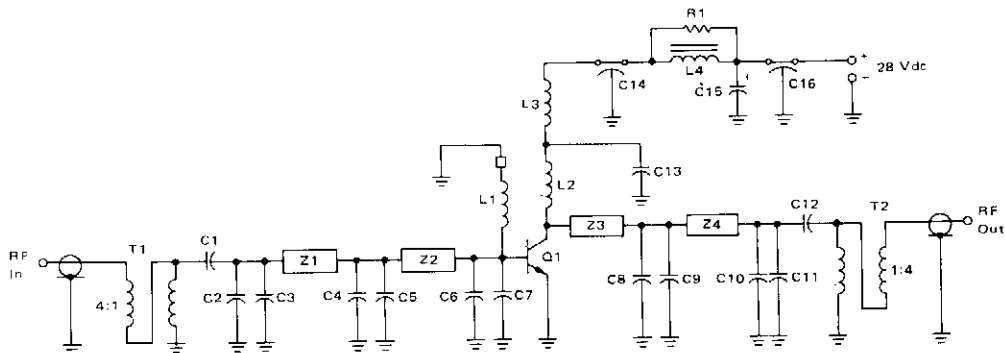 R1
L4
+
28 Vdc
−
C14
C15
+
C16
L3
L2
C13
L1
C12
T2
RF
Out
T1
C1
RF
In
4:1
Z1
Z2
Z3
Z4
Q1
1:4
C2
C3
C4
C5
C6
C7
C8
C9
C10
C11